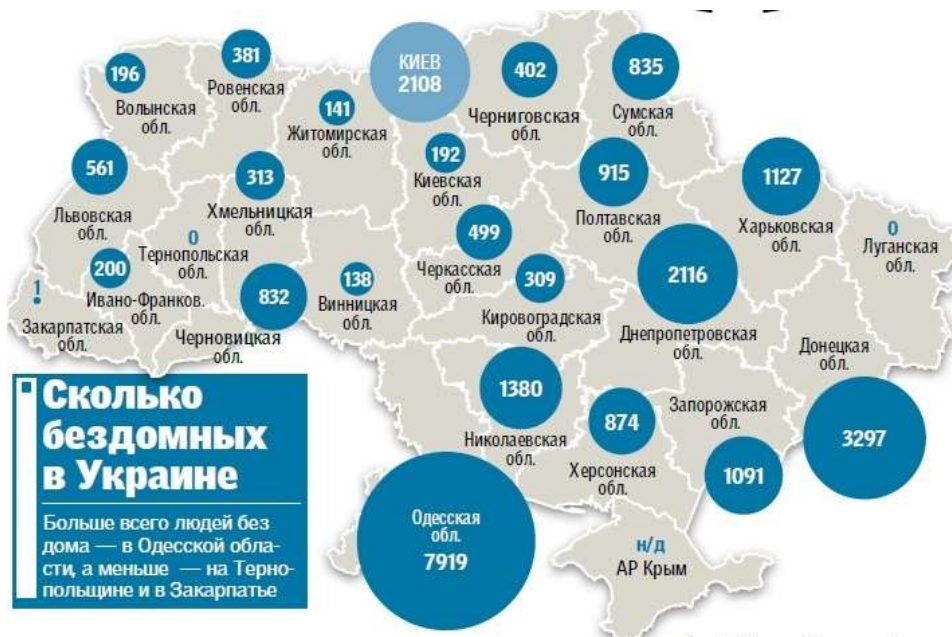 КИЕВ
2108
381
Ровенская
обл.
196
Волынская
обл.
141
Житомирская
обл.
402
Черниговская
обл.
835
Сумская
обл.
561
Львовская
обл.
313
Хмельницкая
обл.
192
Киевская
обл.
915
Полтавская
обл.
1127
Харьковская
обл.
0
Тернопольская
обл.
499
Черкасская
обл.
0
Луганская
обл.
1
Закарпатская
обл.
200
Ивано-Франков.
обл.
832
Черновицкая
обл.
138
Винницкая
обл.
309
Кировоградская
обл.
2116
Днепропетровская
обл.
Донецкая
обл.
3297
1380
Николаевская
обл.
874
Херсонская
обл.
Запорожская
обл.
1091
Одесская
обл.
7919
н/д
АР Крым
Сколько
бездомных
в Украине
Больше всего людей без
дома — в Одесской обла-
сти, а меньше — на Терно-
польщине и в Закарпатье